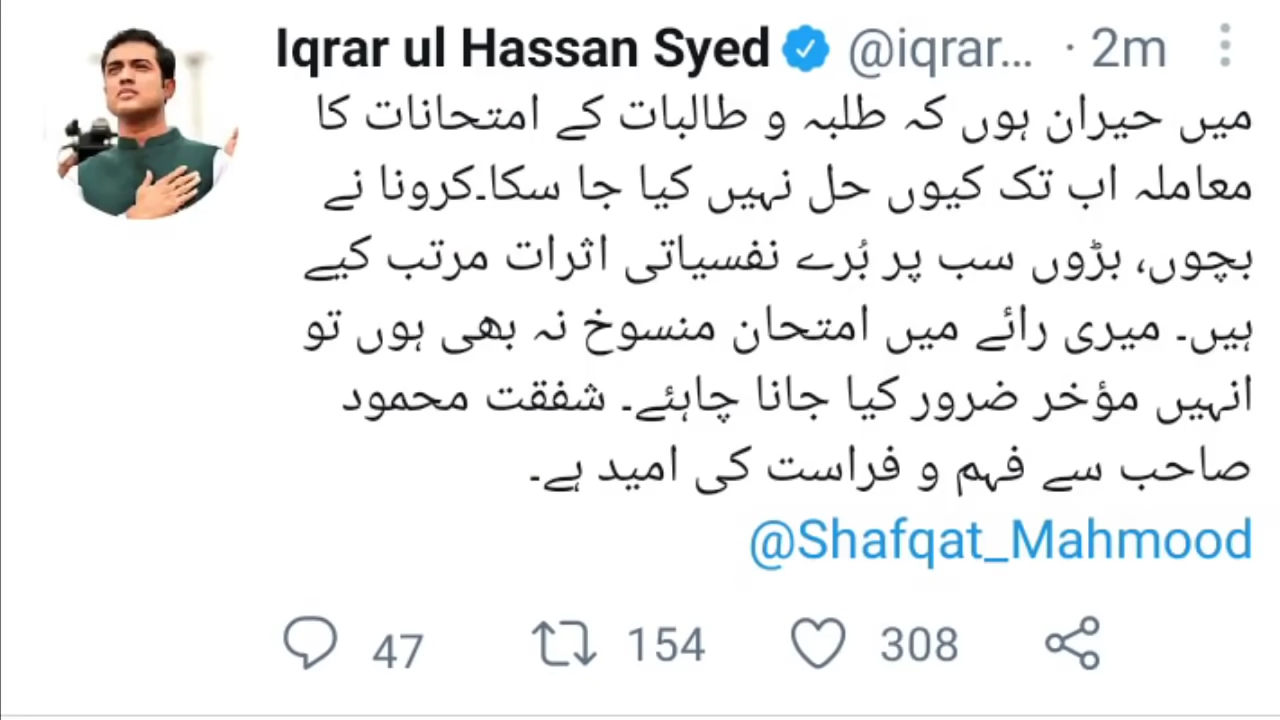 Iqrar ul Hassan Syed @iqrar... · 2m
میں حیران ہوں کہ طلبہ و طالبات کے امتحانات کا
معاملہ اب تک کیوں حل نہیں کیا جا سکا۔کرونا نے
بچوں، بڑوں سب پر بُرے نفسیاتی اثرات مرتب کیے
ہیں۔ میری رائے میں امتحان منسوخ نہ بھی ہوں تو
انہیں مؤخر ضرور کیا جانا چاہئے۔ شفقت محمود
صاحب سے فہم و فراست کی امید ہے۔
@Shafqat_Mahmood
47 154 308